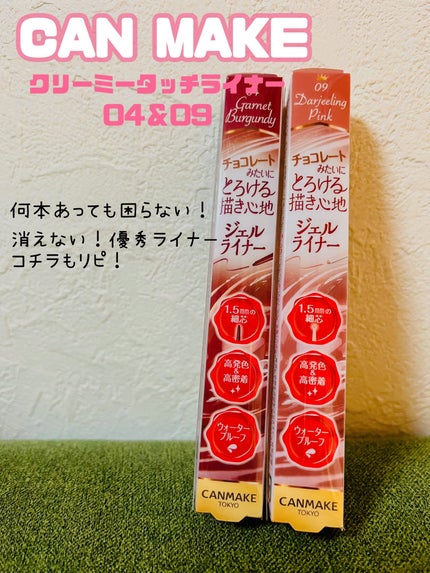 CAN MAKE
クリーミータッチライナー
04&09
何本あっても困らない！
消えない！優秀ライナー
コチラもリピ！
Garnet
Burgundy
チョコレート
みたいに
とろける
描き心地
ジェル
ライナー
1.5mmの
細芯
高発色&
高密着
ウォーター
プルーフ
CANMAKE
TOKYO
09
Darjeeling
Pink
チョコレート
みたいに
とろける
描き心地
ジェル
ライナー
1.5mmの
細芯
高発色&
高密着
ウォーター
プルーフ
CANMAKE
TOKYO